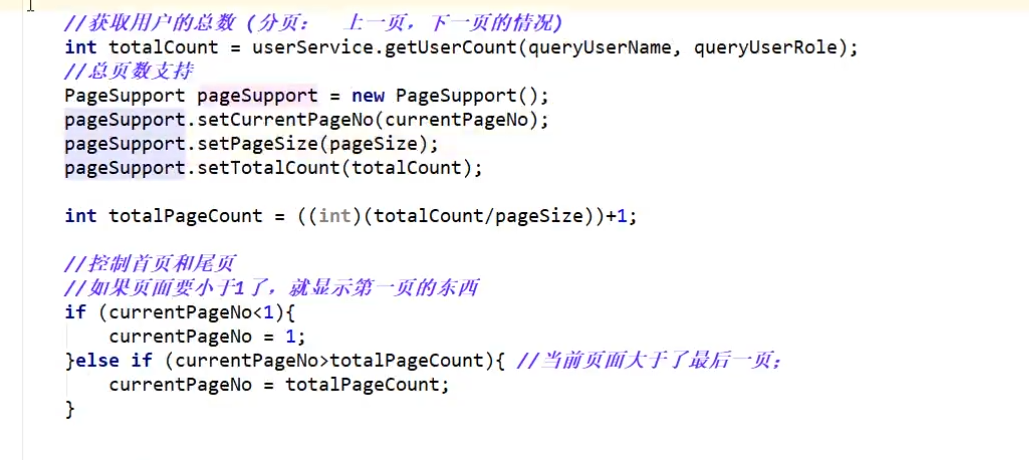 //获取用户的总数 (分页:  上一页，下一页的情况)
int totalCount = userService.getUserCount(queryUserName, queryUserRole);
//总页数支持
PageSupport pageSupport = new PageSupport();
pageSupport.setCurrentPageNo(currentPageNo);
pageSupport.setPageSize(pageSize);
pageSupport.setTotalCount(totalCount);
int totalPageCount = ((int)(totalCount/pageSize))+1;
//控制首页和尾页
//如果页面要小于1了，就显示第一页的东西
if (currentPageNo<1){
currentPageNo = 1;
}else if (currentPageNo>totalPageCount){ //当前页面大于了最后一页;
currentPageNo = totalPageCount;
}